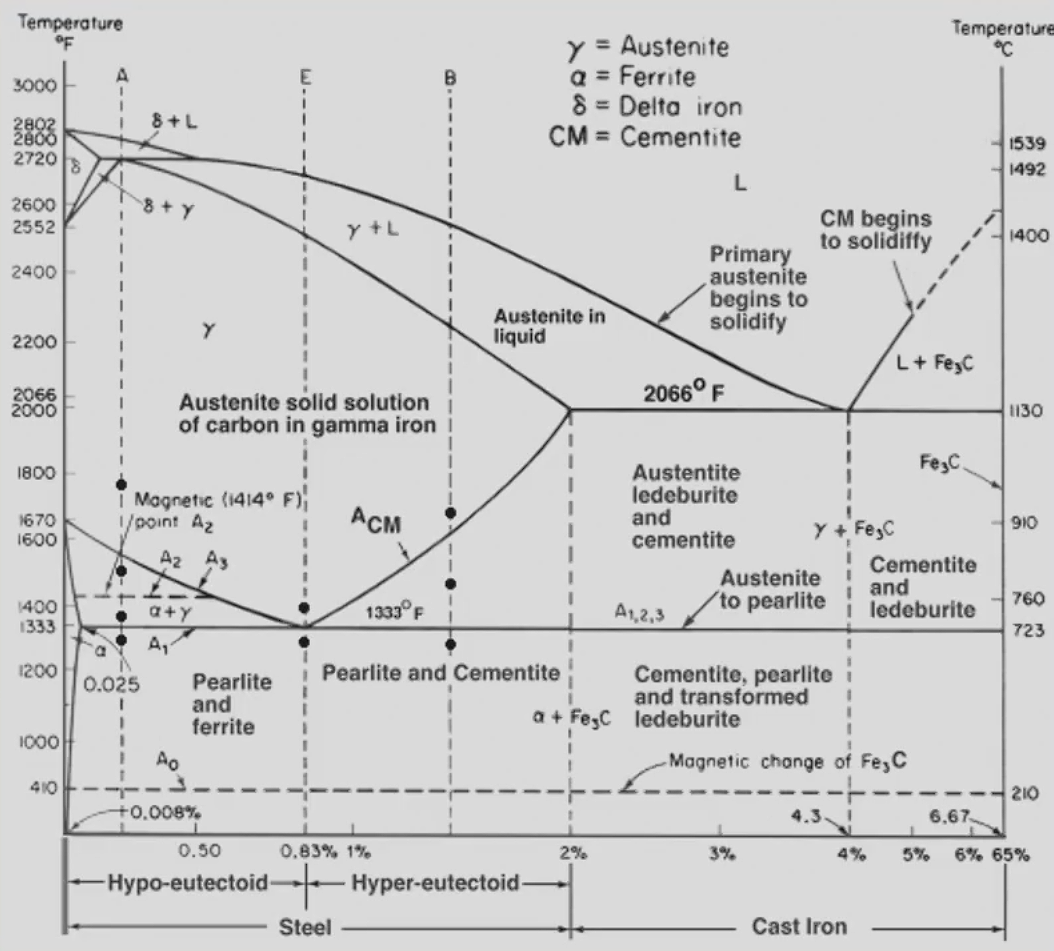 Temperature
°F
Temperature
°C
γ = Austenite
α = Ferrite
δ = Delta iron
CM = Cementite
A
E
B
3000
2802
2800
2720
2600
2552
2400
2200
2066
2000
1800
1670
1600
1400
1333
1200
1000
410
1539
1492
1400
1130
910
760
723
210
δ + L
δ
δ + γ
γ + L
L
CM begins
to solidiffy
Primary
austenite
begins to
solidify
Austenite in
liquid
γ
L + Fe₃C
2066° F
Austenite solid solution
of carbon in gamma iron
Fe₃C
Austentite
ledeburite
and
cementite
Magnetic (1414° F)
point A₂
A_CM
γ + Fe₃C
A₂
A₃
Cementite
and
ledeburite
Austenite
to pearlite
α+γ
1333° F
A₁,₂,₃
α
A₁
0.025
Pearlite
and
ferrite
Pearlite and Cementite
Cementite, pearlite
and transformed
ledeburite
α + Fe₃C
A₀
Magnetic change of Fe₃C
0.008%
4.3
6.67
0.50
0.83%
1%
2%
3%
4%
5%
6%
65%
Hypo-eutectoid
Hyper-eutectoid
Steel
Cast Iron